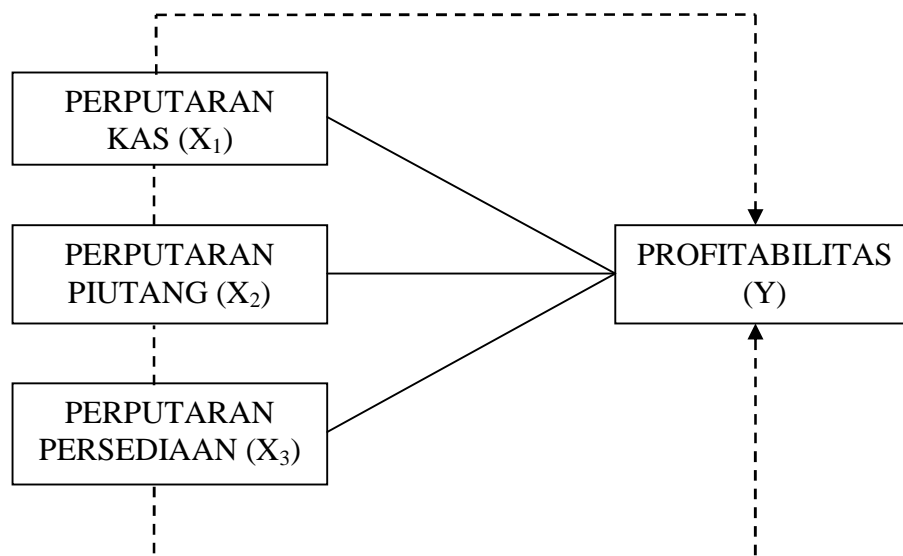 PERPUTARAN
KAS (X₁)
PERPUTARAN
PIUTANG (X₂)
PROFITABILITAS
(Y)
PERPUTARAN
PERSEDIAAN (X₃)